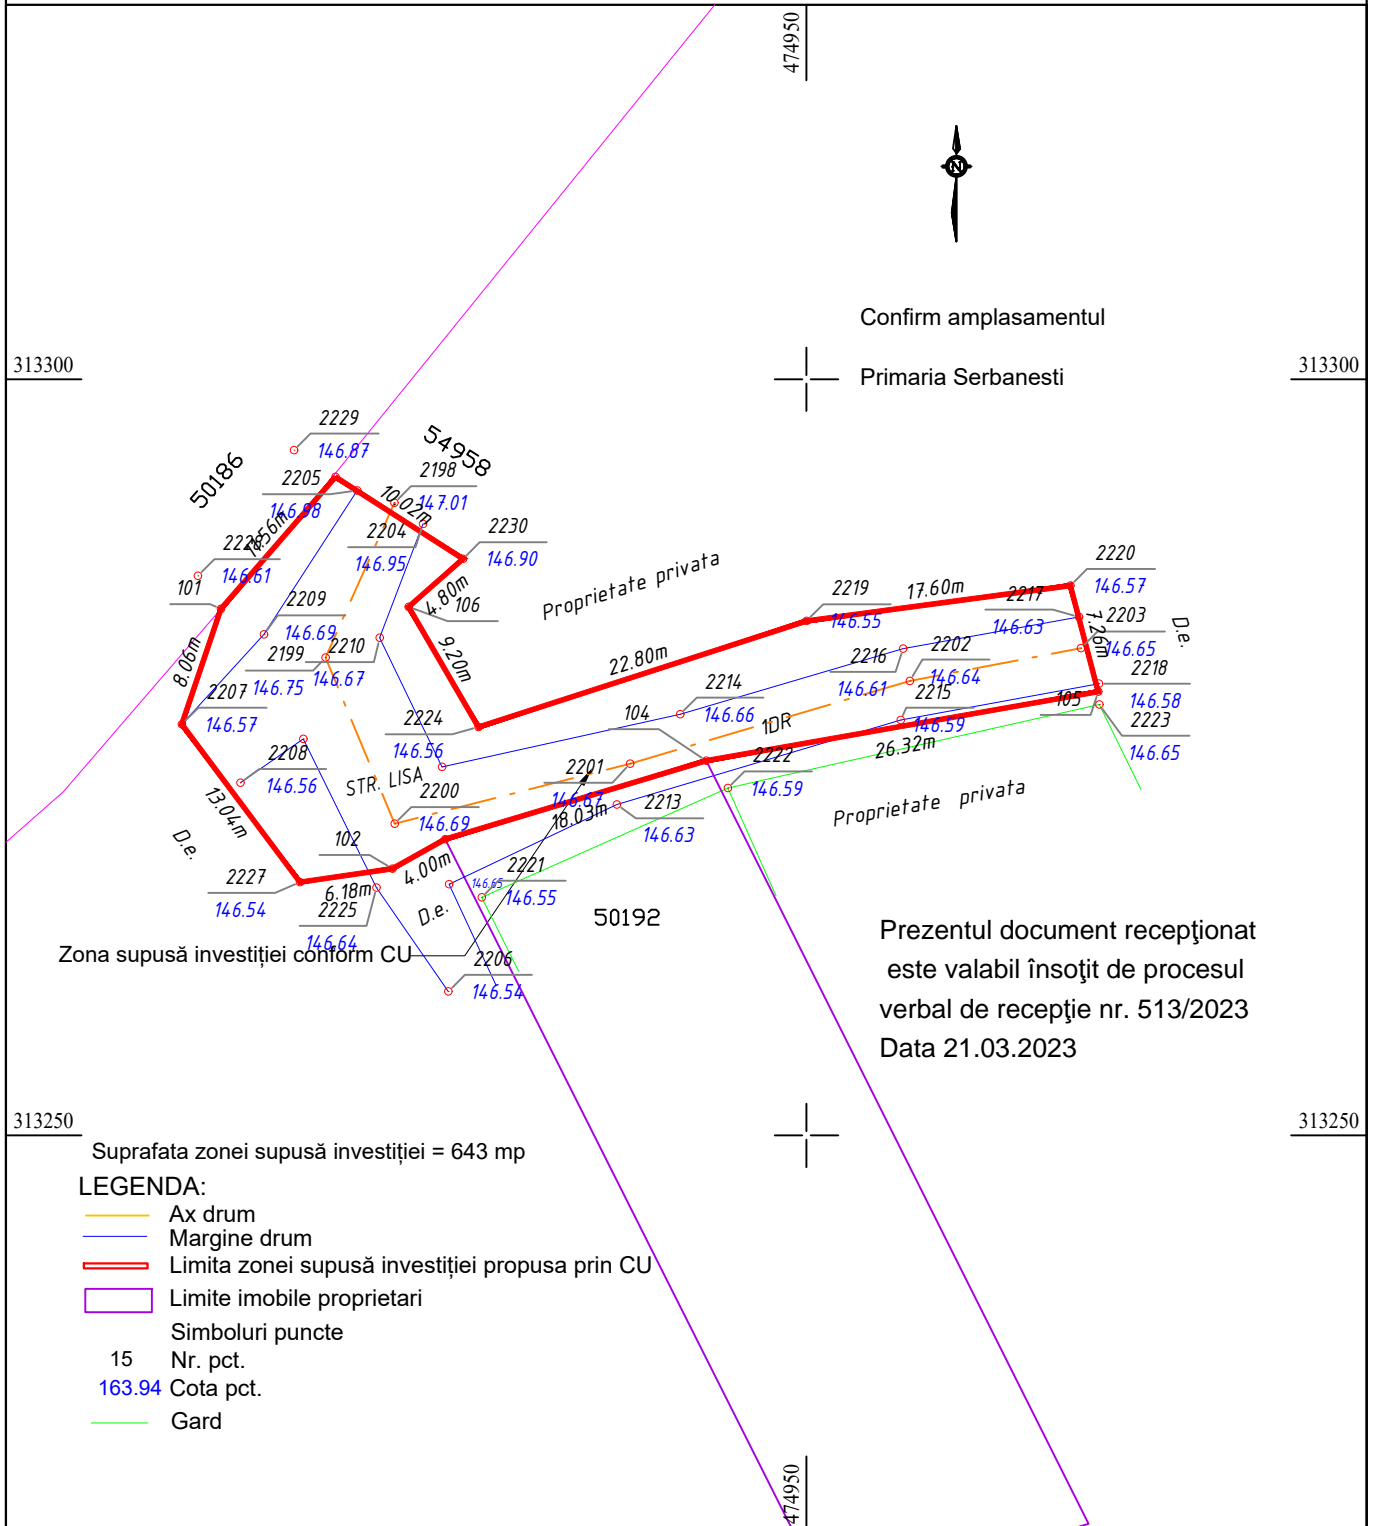 474950
N
Confirm amplasamentul
313300
313300
Primaria Serbanesti
2229
146.87
54958
50186
2205
146.98
2198
147.01
10.02m
2204
146.95
2230
146.90
2228
146.61
101
4.80m
106
Proprietate privata
2219
146.55
17.60m
2220
146.57
2217
146.63
7.26m
2203
146.65
D.e.
2209
146.69
2199
146.75
2210
146.67
8.06m
9.20m
22.80m
2216
146.61
2202
146.64
2218
146.58
2207
146.57
2224
146.56
2214
146.66
104
1DR
2215
146.59
105
2223
146.65
26.32m
2208
146.56
STR. LISA
2201
146.67
2222
146.59
Proprietate privata
13.04m
D.e.
2200
146.69
18.03m
2213
146.63
102
4.00m
2227
146.54
6.18m
2225
146.64
146.65
2221
146.55
D.e.
50192
Zona supusă investiției conform CU
2206
146.54
Prezentul document recepţionat
este valabil însoţit de procesul
verbal de recepţie nr. 513/2023
Data 21.03.2023
313250
313250
Suprafata zonei supusă investiției = 643 mp
LEGENDA:
Ax drum
Margine drum
Limita zonei supusă investiției propusa prin CU
Limite imobile proprietari
Simboluri puncte
15 Nr. pct.
163.94 Cota pct.
Gard
474950